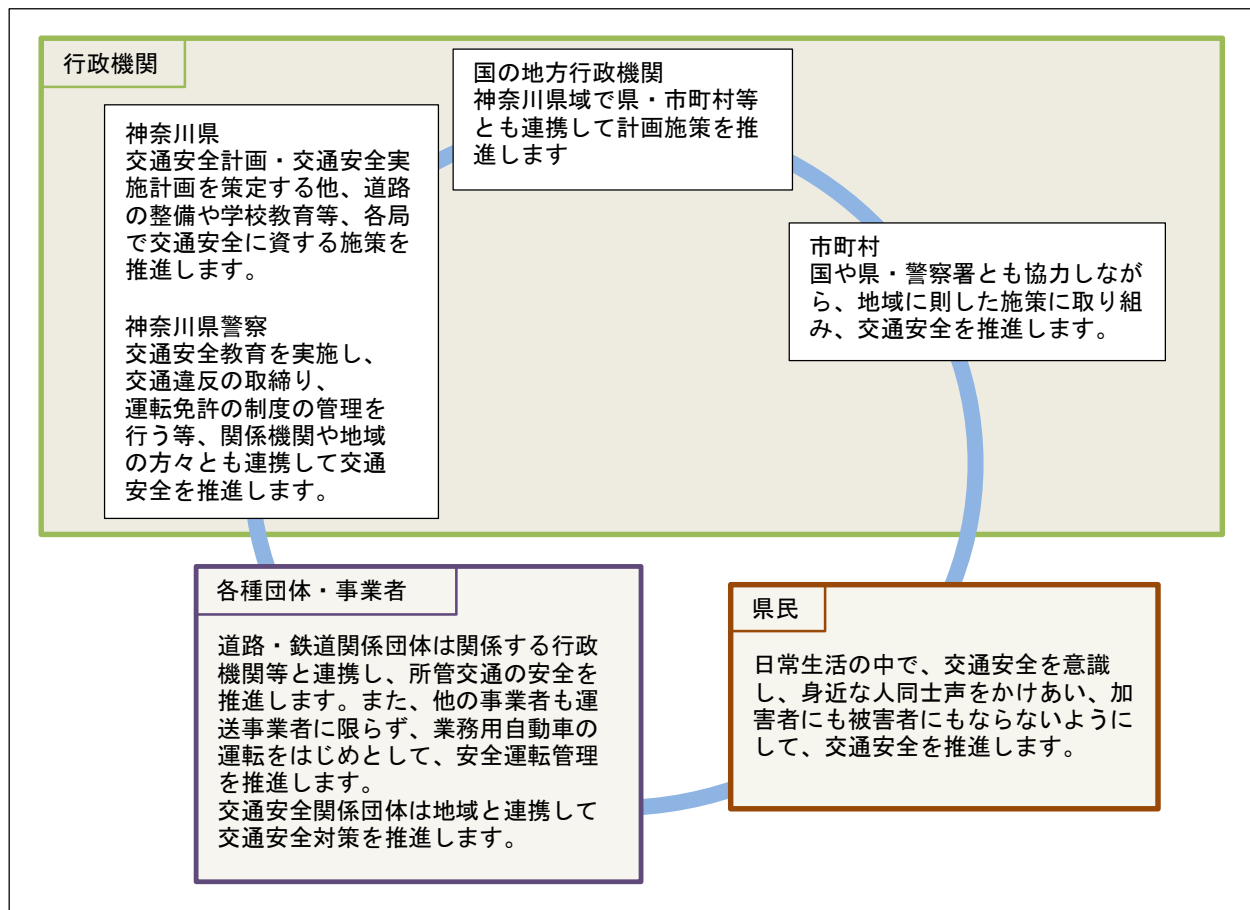 行政機関
国の地方行政機関
神奈川県域で県・市町村等
とも連携して計画施策を推
進します
神奈川県
交通安全計画・交通安全実
施計画を策定する他、道路
の整備や学校教育等、各局
で交通安全に資する施策を
推進します。
神奈川県警察
交通安全教育を実施し、
交通違反の取締り、
運転免許の制度の管理を
行う等、関係機関や地域
の方々とも連携して交通
安全を推進します。
市町村
国や県・警察署とも協力しなが
ら、地域に則した施策に取り組
み、交通安全を推進します。
各種団体・事業者
道路・鉄道関係団体は関係する行政
機関等と連携し、所管交通の安全を
推進します。また、他の事業者も運
送事業者に限らず、業務用自動車の
運転をはじめとして、安全運転管理
を推進します。
交通安全関係団体は地域と連携して
交通安全対策を推進します。
県民
日常生活の中で、交通安全を意識
し、身近な人同士声をかけあい、加
害者にも被害者にもならないように
して、交通安全を推進します。